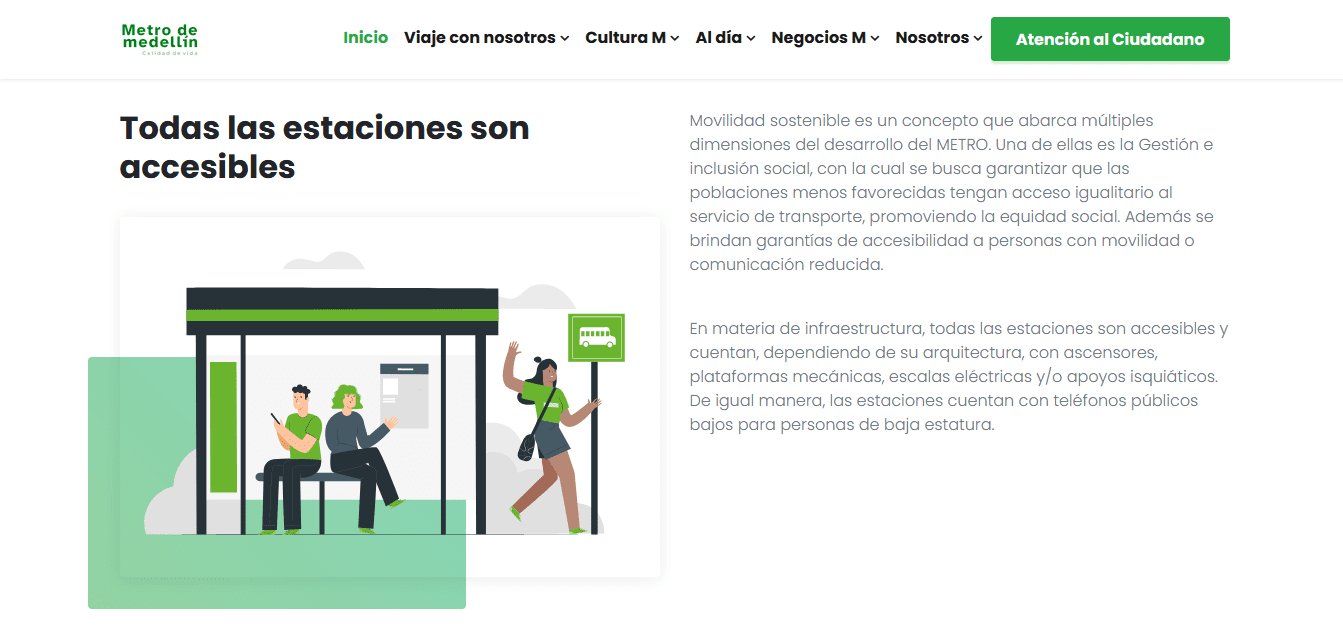 Metro de
medellín
Calidad de vida
Inicio Viaje con nosotros Cultura M Al día Negocios M Nosotros Atención al Ciudadano
Todas las estaciones son
accesibles
Movilidad sostenible es un concepto que abarca múltiples
dimensiones del desarrollo del METRO. Una de ellas es la Gestión e
inclusión social, con la cual se busca garantizar que las
poblaciones menos favorecidas tengan acceso igualitario al
servicio de transporte, promoviendo la equidad social. Además se
brindan garantías de accesibilidad a personas con movilidad o
comunicación reducida.
En materia de infraestructura, todas las estaciones son accesibles y
cuentan, dependiendo de su arquitectura, con ascensores,
plataformas mecánicas, escalas eléctricas y/o apoyos isquiáticos.
De igual manera, las estaciones cuentan con teléfonos públicos
bajos para personas de baja estatura.